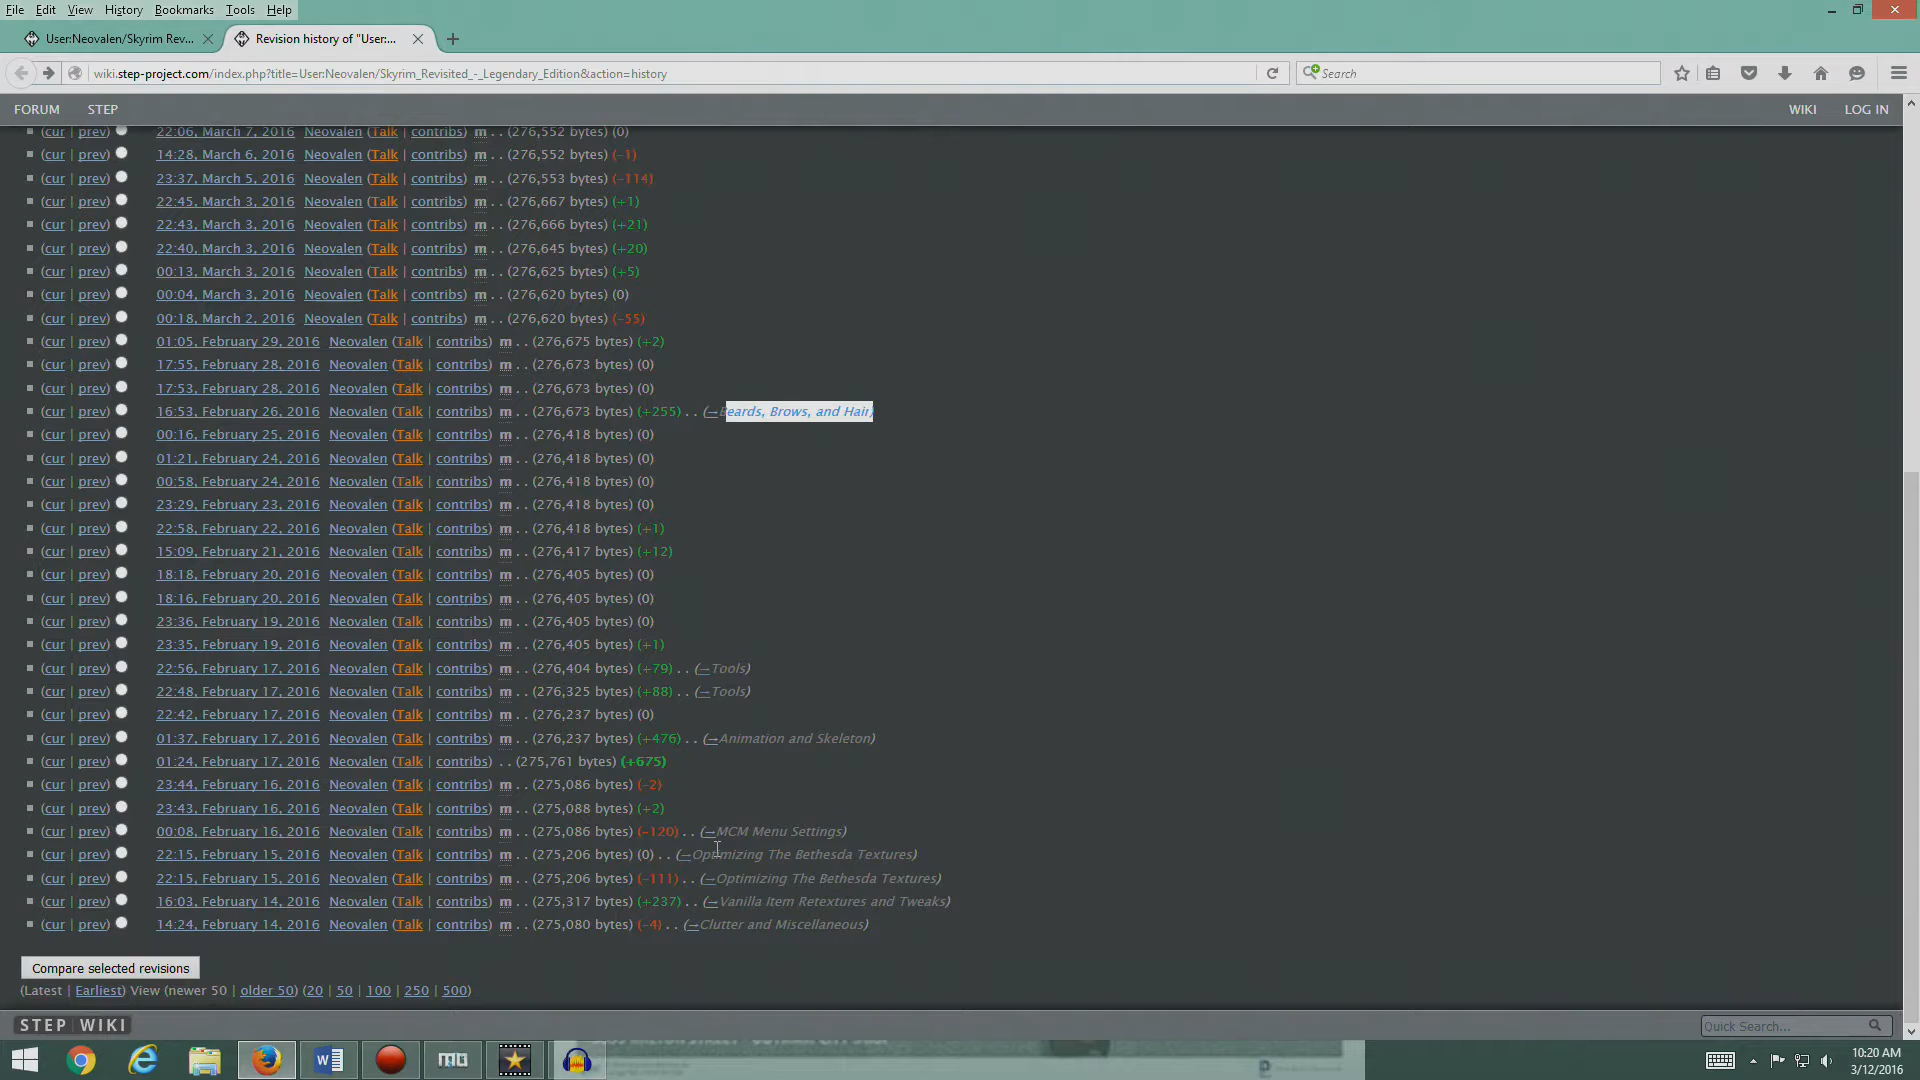 File Edit View History Bookmarks Tools Help
User:Neovalen/Skyrim Rev... Revision history of "User:...
wiki.step-project.com/index.php?title=User:Neovalen/Skyrim_Revisited_-_Legendary_Edition&action=history Search
FORUM STEP WIKI LOG IN
(cur | prev) 22:06, March 7, 2016 Neovalen (Talk | contribs) m . . (276,552 bytes) (0)
(cur | prev) 14:28, March 6, 2016 Neovalen (Talk | contribs) m . . (276,552 bytes) (-1)
(cur | prev) 23:37, March 5, 2016 Neovalen (Talk | contribs) m . . (276,553 bytes) (-114)
(cur | prev) 22:45, March 3, 2016 Neovalen (Talk | contribs) m . . (276,667 bytes) (+1)
(cur | prev) 22:43, March 3, 2016 Neovalen (Talk | contribs) m . . (276,666 bytes) (+21)
(cur | prev) 22:40, March 3, 2016 Neovalen (Talk | contribs) m . . (276,645 bytes) (+20)
(cur | prev) 00:13, March 3, 2016 Neovalen (Talk | contribs) m . . (276,625 bytes) (+5)
(cur | prev) 00:04, March 3, 2016 Neovalen (Talk | contribs) m . . (276,620 bytes) (0)
(cur | prev) 00:18, March 2, 2016 Neovalen (Talk | contribs) m . . (276,620 bytes) (-55)
(cur | prev) 01:05, February 29, 2016 Neovalen (Talk | contribs) m . . (276,675 bytes) (+2)
(cur | prev) 17:55, February 28, 2016 Neovalen (Talk | contribs) m . . (276,673 bytes) (0)
(cur | prev) 17:53, February 28, 2016 Neovalen (Talk | contribs) m . . (276,673 bytes) (0)
(cur | prev) 16:53, February 26, 2016 Neovalen (Talk | contribs) m . . (276,673 bytes) (+255) . . (→Beards, Brows, and Hair)
(cur | prev) 00:16, February 25, 2016 Neovalen (Talk | contribs) m . . (276,418 bytes) (0)
(cur | prev) 01:21, February 24, 2016 Neovalen (Talk | contribs) m . . (276,418 bytes) (0)
(cur | prev) 00:58, February 24, 2016 Neovalen (Talk | contribs) m . . (276,418 bytes) (0)
(cur | prev) 23:29, February 23, 2016 Neovalen (Talk | contribs) m . . (276,418 bytes) (0)
(cur | prev) 22:58, February 22, 2016 Neovalen (Talk | contribs) m . . (276,418 bytes) (+1)
(cur | prev) 15:09, February 21, 2016 Neovalen (Talk | contribs) m . . (276,417 bytes) (+12)
(cur | prev) 18:18, February 20, 2016 Neovalen (Talk | contribs) m . . (276,405 bytes) (0)
(cur | prev) 18:16, February 20, 2016 Neovalen (Talk | contribs) m . . (276,405 bytes) (0)
(cur | prev) 23:36, February 19, 2016 Neovalen (Talk | contribs) m . . (276,405 bytes) (0)
(cur | prev) 23:35, February 19, 2016 Neovalen (Talk | contribs) m . . (276,405 bytes) (+1)
(cur | prev) 22:56, February 17, 2016 Neovalen (Talk | contribs) m . . (276,404 bytes) (+79) . . (→Tools)
(cur | prev) 22:48, February 17, 2016 Neovalen (Talk | contribs) m . . (276,325 bytes) (+88) . . (→Tools)
(cur | prev) 22:42, February 17, 2016 Neovalen (Talk | contribs) m . . (276,237 bytes) (0)
(cur | prev) 01:37, February 17, 2016 Neovalen (Talk | contribs) m . . (276,237 bytes) (+476) . . (→Animation and Skeleton)
(cur | prev) 01:24, February 17, 2016 Neovalen (Talk | contribs) . . (275,761 bytes) (+675)
(cur | prev) 23:44, February 16, 2016 Neovalen (Talk | contribs) m . . (275,086 bytes) (-2)
(cur | prev) 23:43, February 16, 2016 Neovalen (Talk | contribs) m . . (275,088 bytes) (+2)
(cur | prev) 00:08, February 16, 2016 Neovalen (Talk | contribs) m . . (275,086 bytes) (-120) . . (→MCM Menu Settings)
(cur | prev) 22:15, February 15, 2016 Neovalen (Talk | contribs) m . . (275,206 bytes) (0) . . (→Optimizing The Bethesda Textures)
(cur | prev) 22:15, February 15, 2016 Neovalen (Talk | contribs) m . . (275,206 bytes) (-111) . . (→Optimizing The Bethesda Textures)
(cur | prev) 16:03, February 14, 2016 Neovalen (Talk | contribs) m . . (275,317 bytes) (+237) . . (→Vanilla Item Retextures and Tweaks)
(cur | prev) 14:24, February 14, 2016 Neovalen (Talk | contribs) m . . (275,080 bytes) (-4) . . (→Clutter and Miscellaneous)
Compare selected revisions
(Latest | Earliest) View (newer 50 | older 50) (20 | 50 | 100 | 250 | 500)
STEP WIKI Quick Search...
10:20 AM
3/12/2016